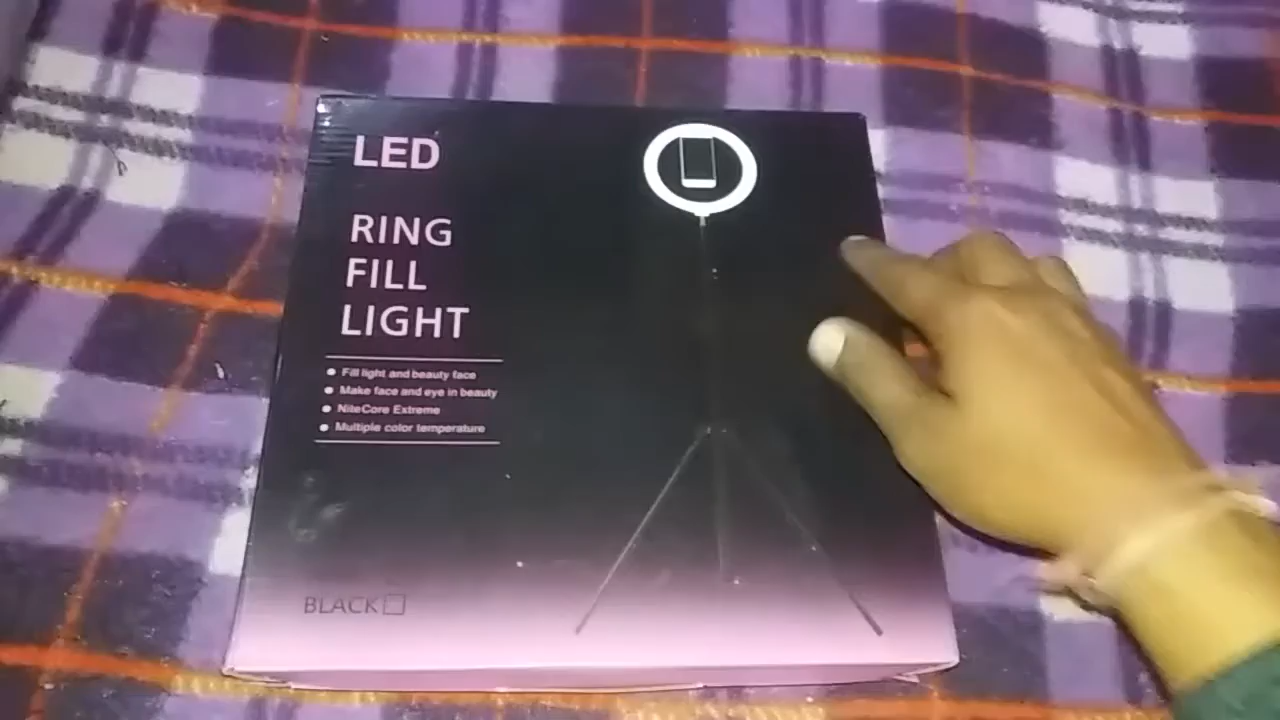 LED
RING
FILL
LIGHT
Fill light and beauty face
Make face and eye in beauty
NiteCore Extreme
Multiple color temperature
BLACK